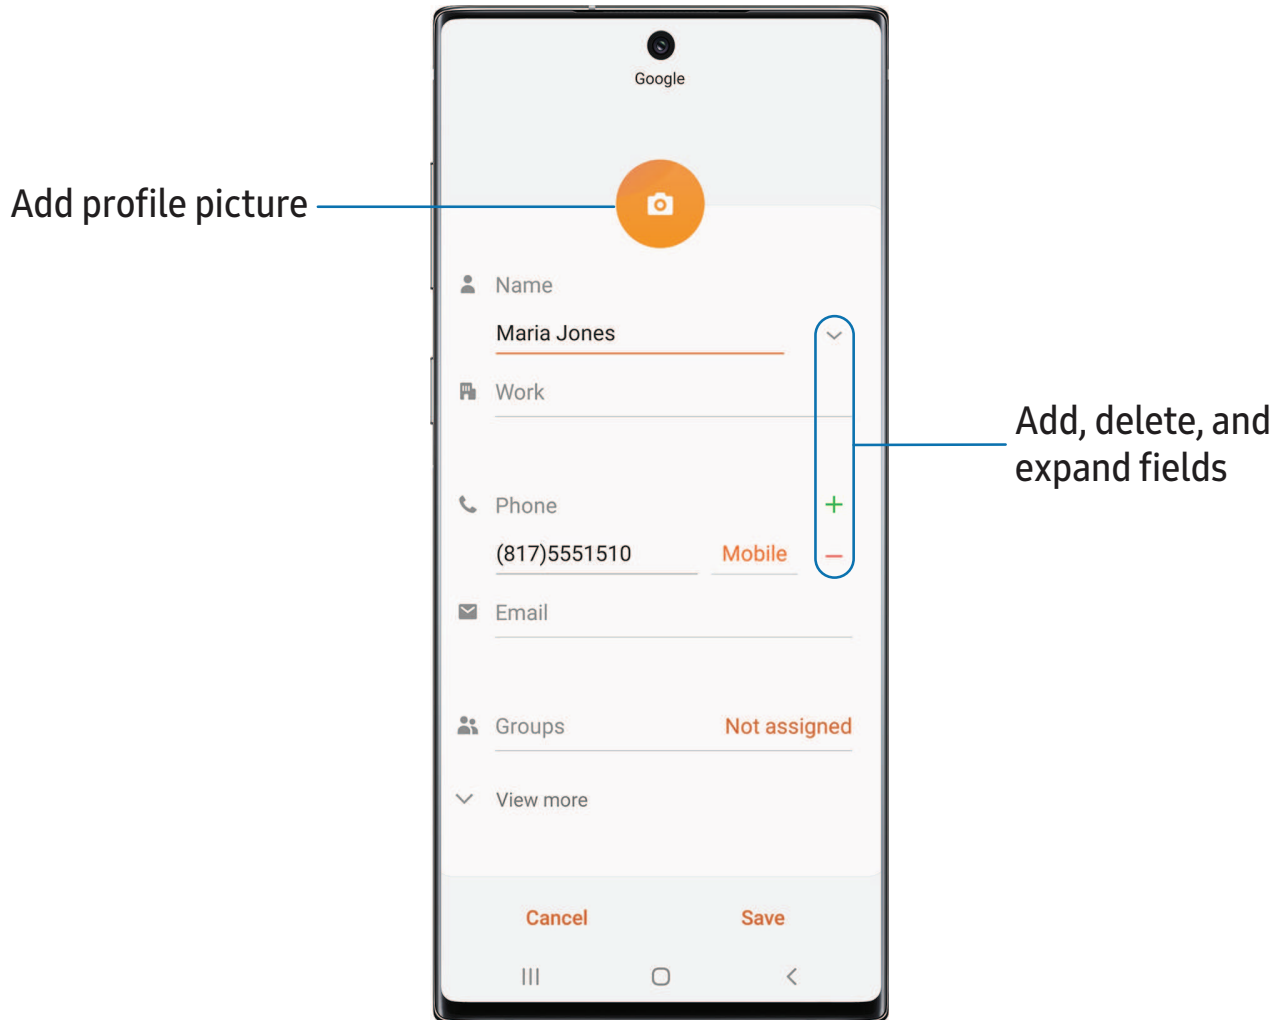 Google
Add profile picture
Name
Maria Jones
Work
Add, delete, and
expand fields
Phone
(817)5551510 Mobile
Email
Groups Not assigned
View more
Cancel Save